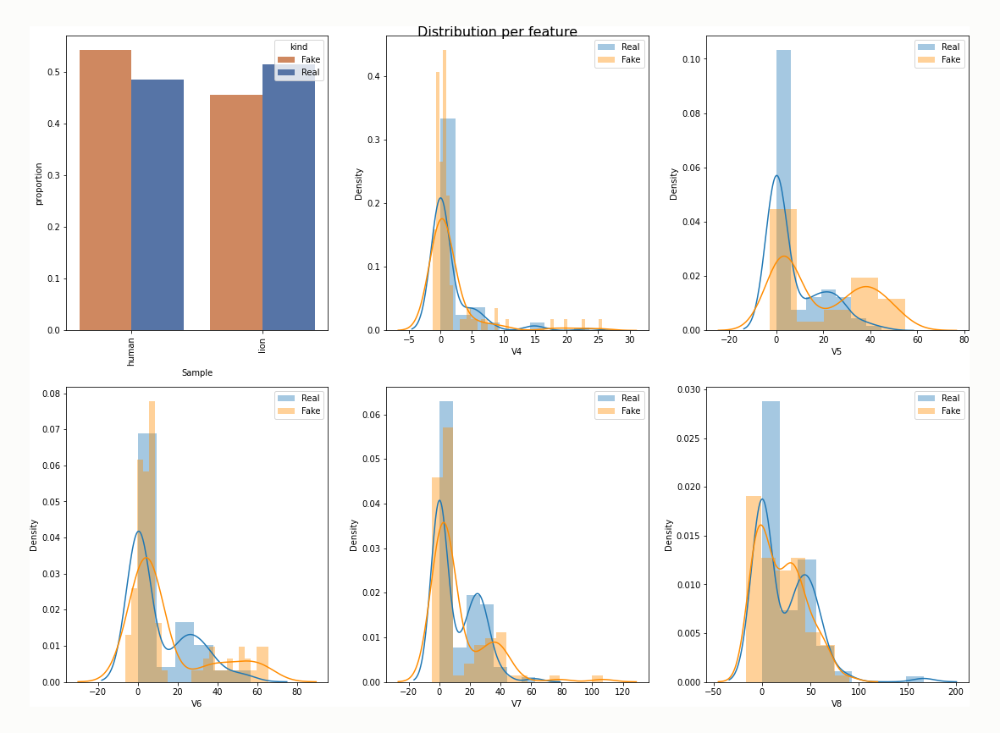 Distribution per feature
kind
Fake
Real
0.5
0.4
0.3
0.2
0.1
0.0
proportion
human
lion
Sample
Real
Fake
0.4
0.3
0.2
0.1
0.0
Density
−5 0 5 10 15 20 25 30
V4
Real
Fake
0.10
0.08
0.06
0.04
0.02
0.00
Density
−20 0 20 40 60 80
V5
Real
Fake
0.08
0.07
0.06
0.05
0.04
0.03
0.02
0.01
0.00
Density
−20 0 20 40 60 80
V6
Real
Fake
0.06
0.05
0.04
0.03
0.02
0.01
0.00
Density
−20 0 20 40 60 80 100 120
V7
Real
Fake
0.030
0.025
0.020
0.015
0.010
0.005
0.000
Density
−50 0 50 100 150 200
V8